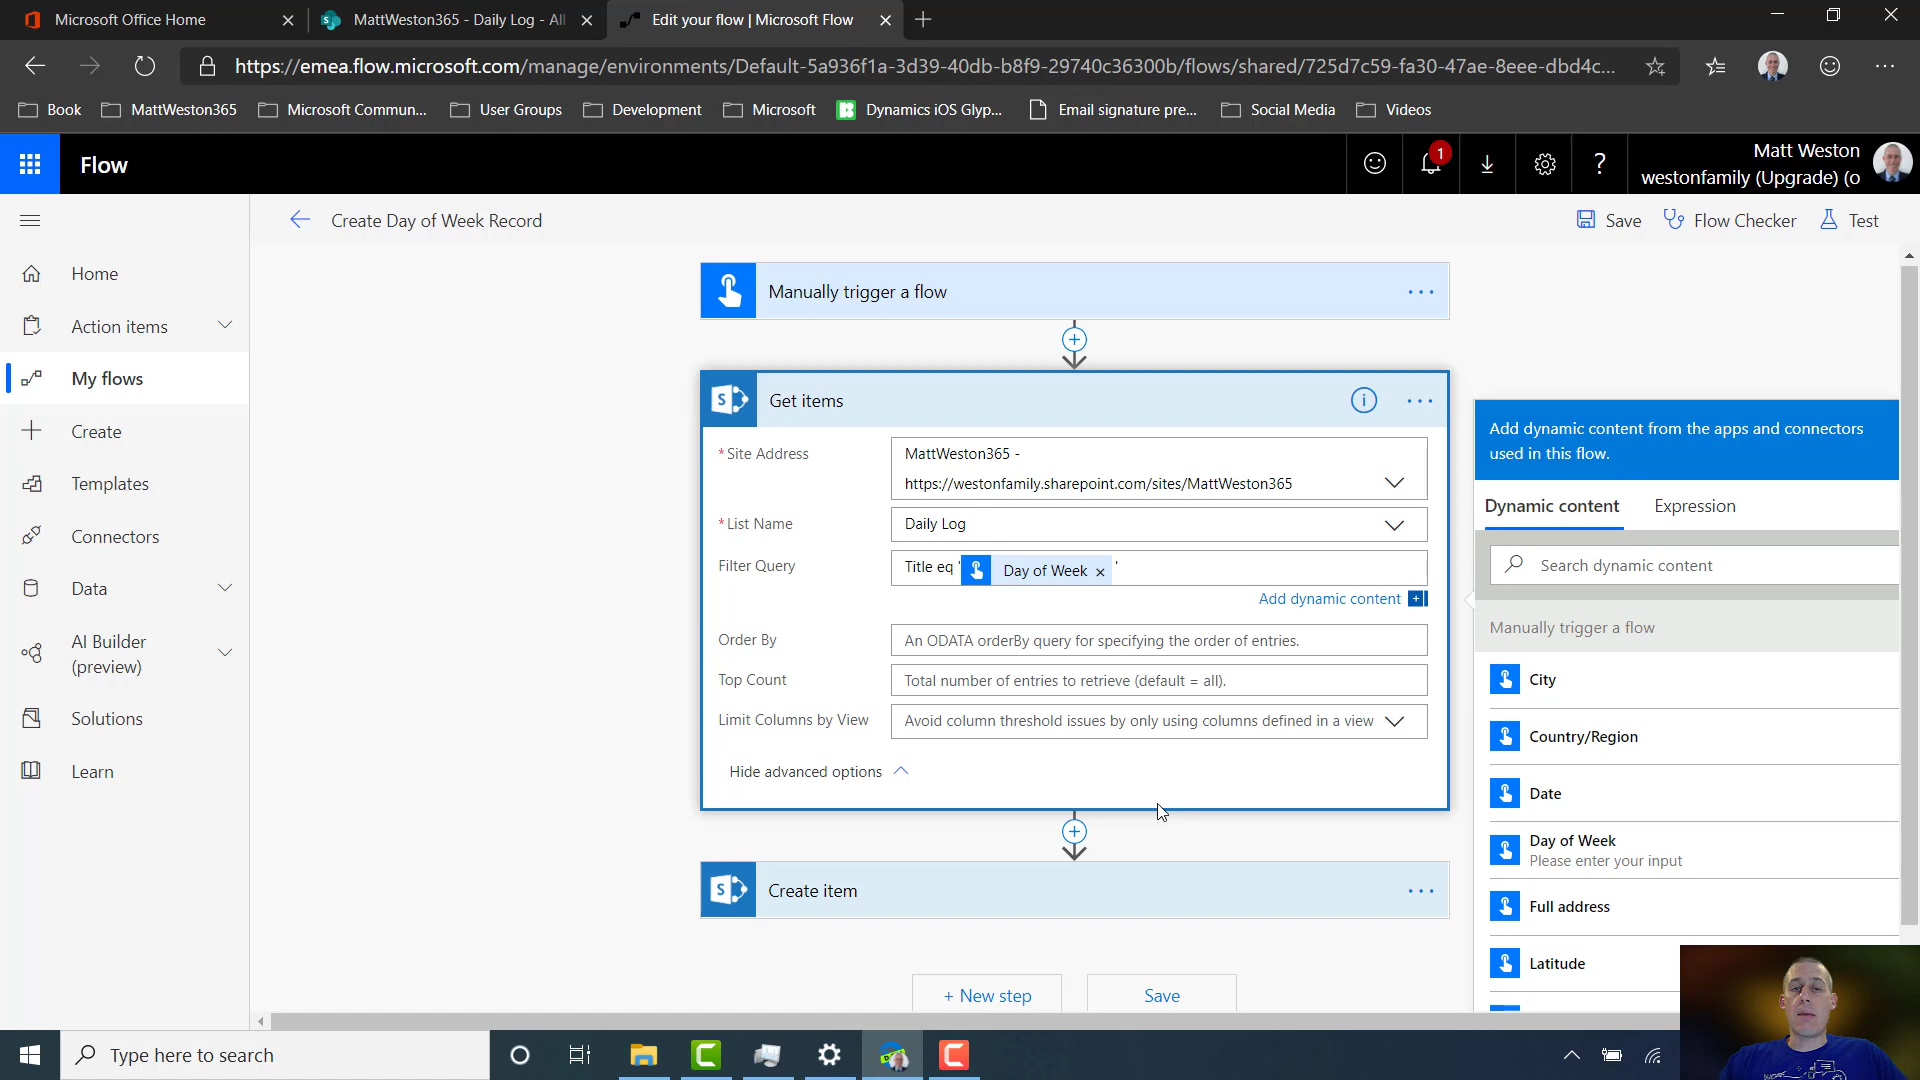 Microsoft Office Home
MattWeston365 - Daily Log - All
Edit your flow | Microsoft Flow
https://emea.flow.microsoft.com/manage/environments/Default-5a936f1a-3d39-40db-b8f9-29740c36300b/flows/shared/725d7c59-fa30-47ae-8eee-dbd4c...
Book
MattWeston365
Microsoft Commun...
User Groups
Development
Microsoft
Dynamics iOS Glyp...
Email signature pre...
Social Media
Videos
Flow
1
?
Matt Weston
westonfamily (Upgrade) (o
Create Day of Week Record
Save
Flow Checker
Test
Home
Action items
My flows
Create
Templates
Connectors
Data
AI Builder
(preview)
Solutions
Learn
Manually trigger a flow
Get items
*Site Address
MattWeston365 -
https://westonfamily.sharepoint.com/sites/MattWeston365
*List Name
Daily Log
Filter Query
Title eq ' Day of Week × '
Add dynamic content
Order By
An ODATA orderBy query for specifying the order of entries.
Top Count
Total number of entries to retrieve (default = all).
Limit Columns by View
Avoid column threshold issues by only using columns defined in a view
Hide advanced options
Create item
+ New step
Save
Add dynamic content from the apps and connectors
used in this flow.
Dynamic content
Expression
Search dynamic content
Manually trigger a flow
City
Country/Region
Date
Day of Week
Please enter your input
Full address
Latitude
Type here to search